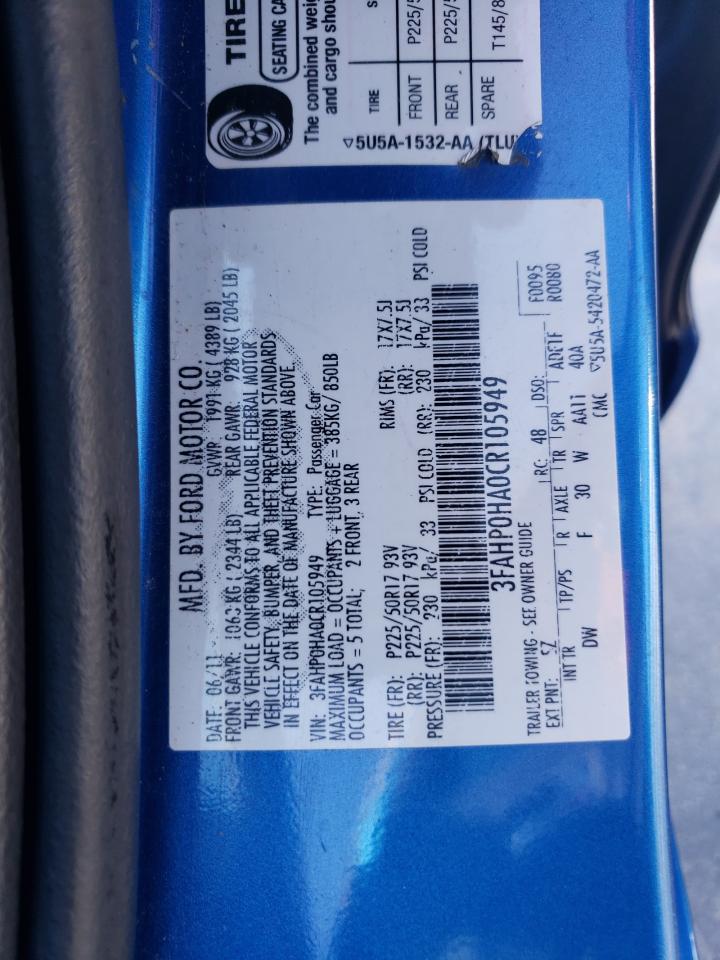 TIRE
SEATING CA
The combined weig
and cargo shou
TIRE S
FRONT P225/5
REAR P225/5
SPARE T145/8
▽5U5A-1532-AA (TLU
MFD. BY FORD MOTOR CO
DATE: 06/11 GVWR: 1991 KG ( 4389 LB)
FRONT GAWR: 1063 KG ( 2344 LB) REAR GAWR: 928 KG ( 2045 LB)
THIS VEHICLE CONFORMS TO ALL APPLICABLE FEDERAL MOTOR
VEHICLE SAFETY, BUMPER, AND THEFT PREVENTION STANDARDS
IN EFFECT ON THE DATE OF MANUFACTURE SHOWN ABOVE
VIN: 3FAHP0HA0CR105949 TYPE: Passenger Car
MAXIMUM LOAD = OCCUPANTS + LUGGAGE = 385KG/ 850LB
OCCUPANTS = 5 TOTAL; 2 FRONT, 3 REAR
TIRE (FR): P225/50R17 93V RIMS (FR): 17X7.5J
(RR): P225/50R17 93V (RR): 17X7.5J
PRESSURE (FR): 230 kPa/ 33 PSI COLD (RR): 230 kPa/ 33 PSI COLD
3FAHP0HA0CR105949
TRAILER TOWING - SEE OWNER GUIDE F0095
EXT PNT: SZ RC: 48 DSO: R0080
INT TR TP/PS R AXLE TR SPR ADF1F
DW F 30 W AA11 40A
CMC ▽5U5A-5420472-AA